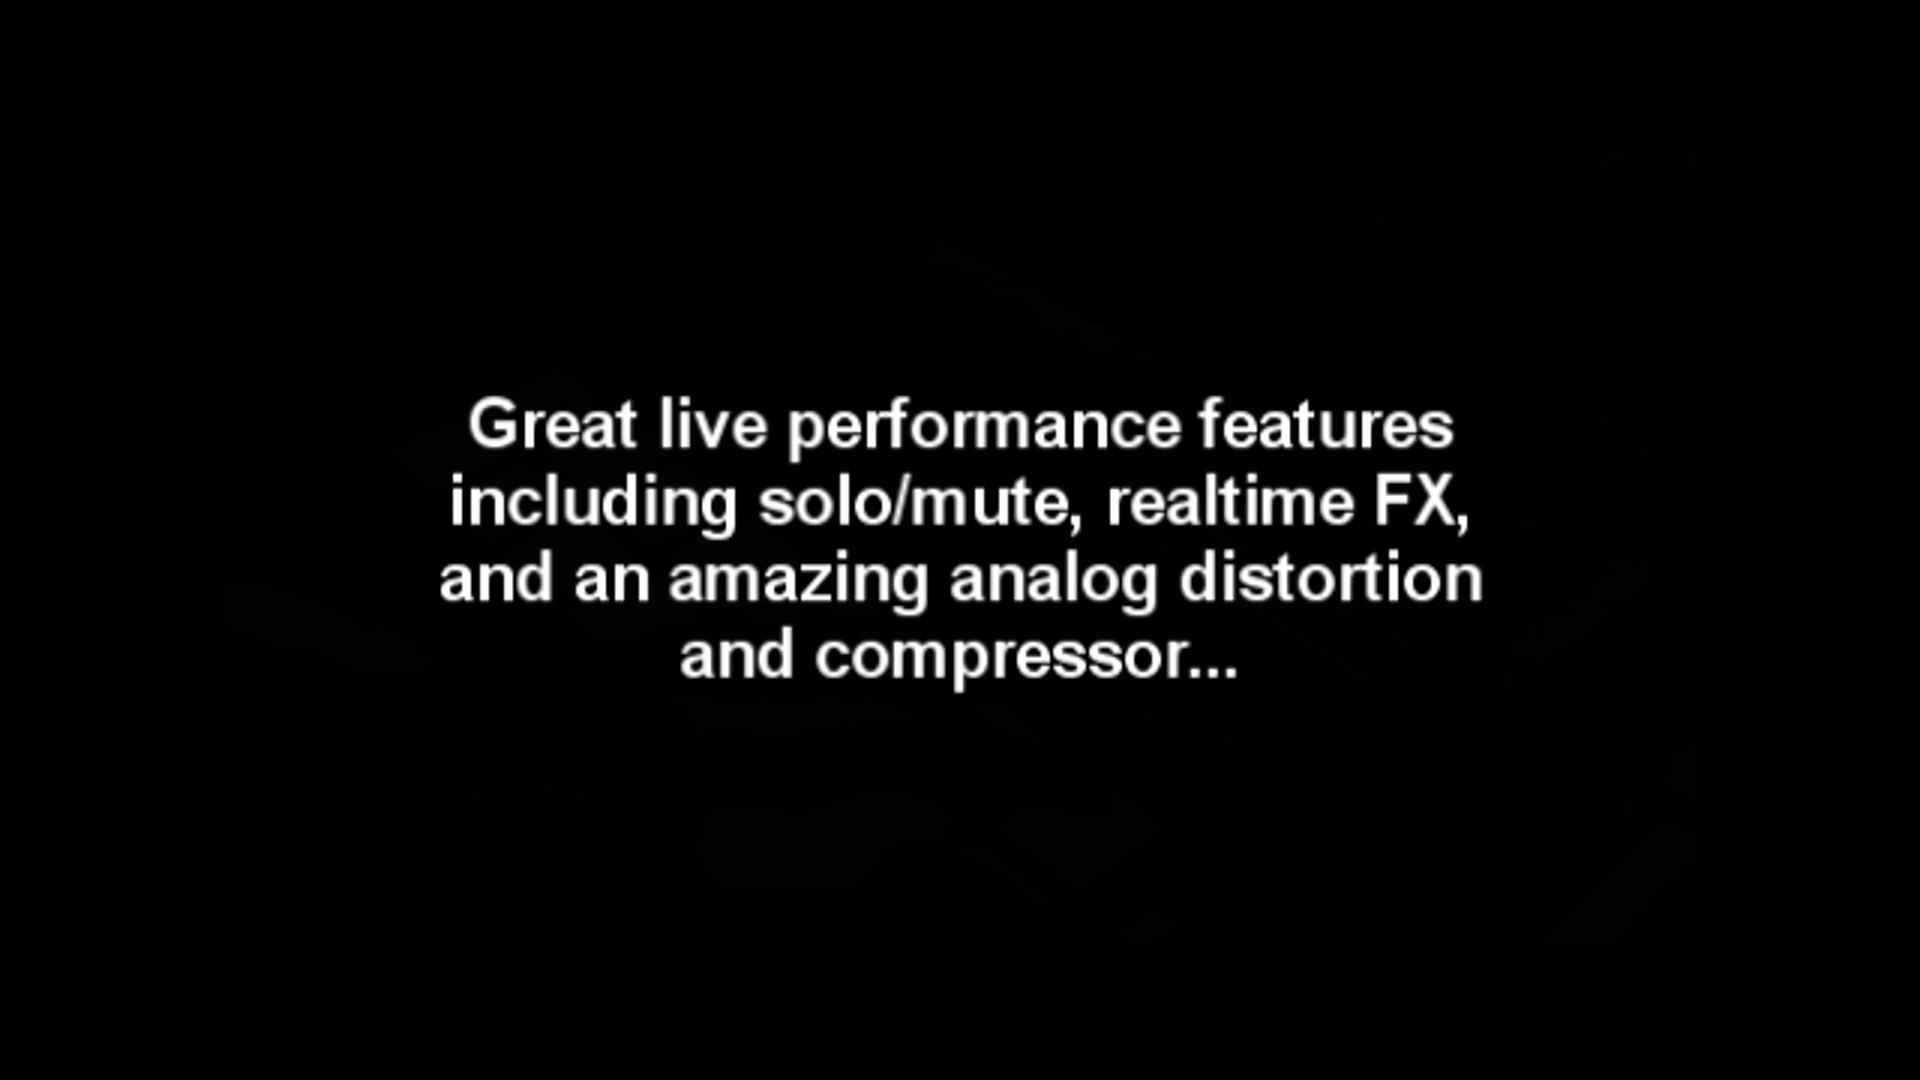 Great live performance features
including solo/mute, realtime FX,
and an amazing analog distortion
and compressor...